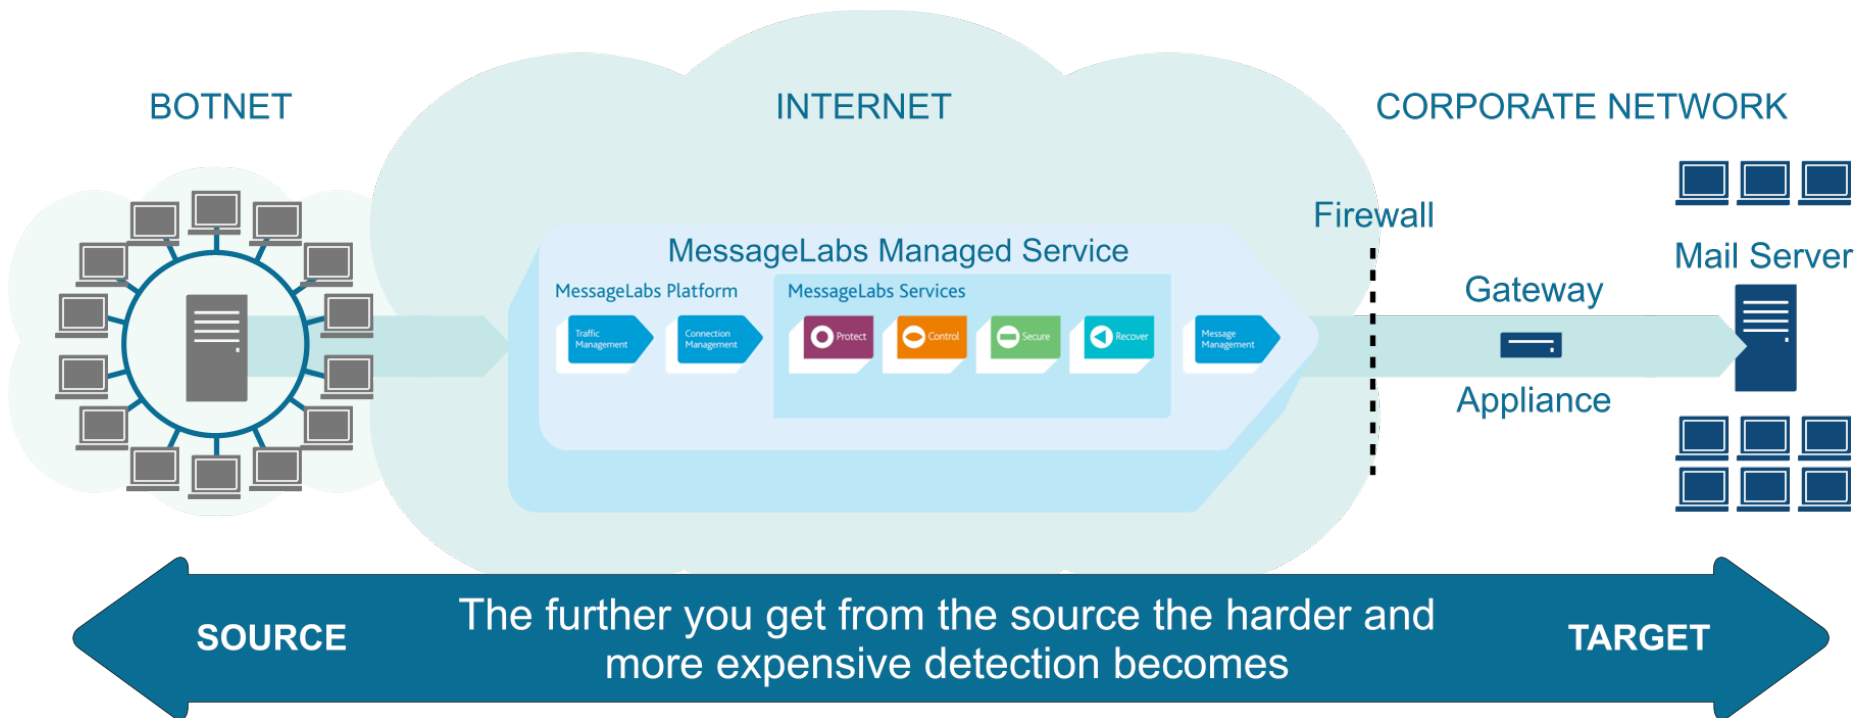 BOTNET
INTERNET
CORPORATE NETWORK
Firewall
MessageLabs Managed Service
Mail Server
MessageLabs Platform
MessageLabs Services
Gateway
Traffic
Management
Connection
Management
Protect
Control
Secure
Recover
Message
Management
Appliance
SOURCE
The further you get from the source the harder and
more expensive detection becomes
TARGET